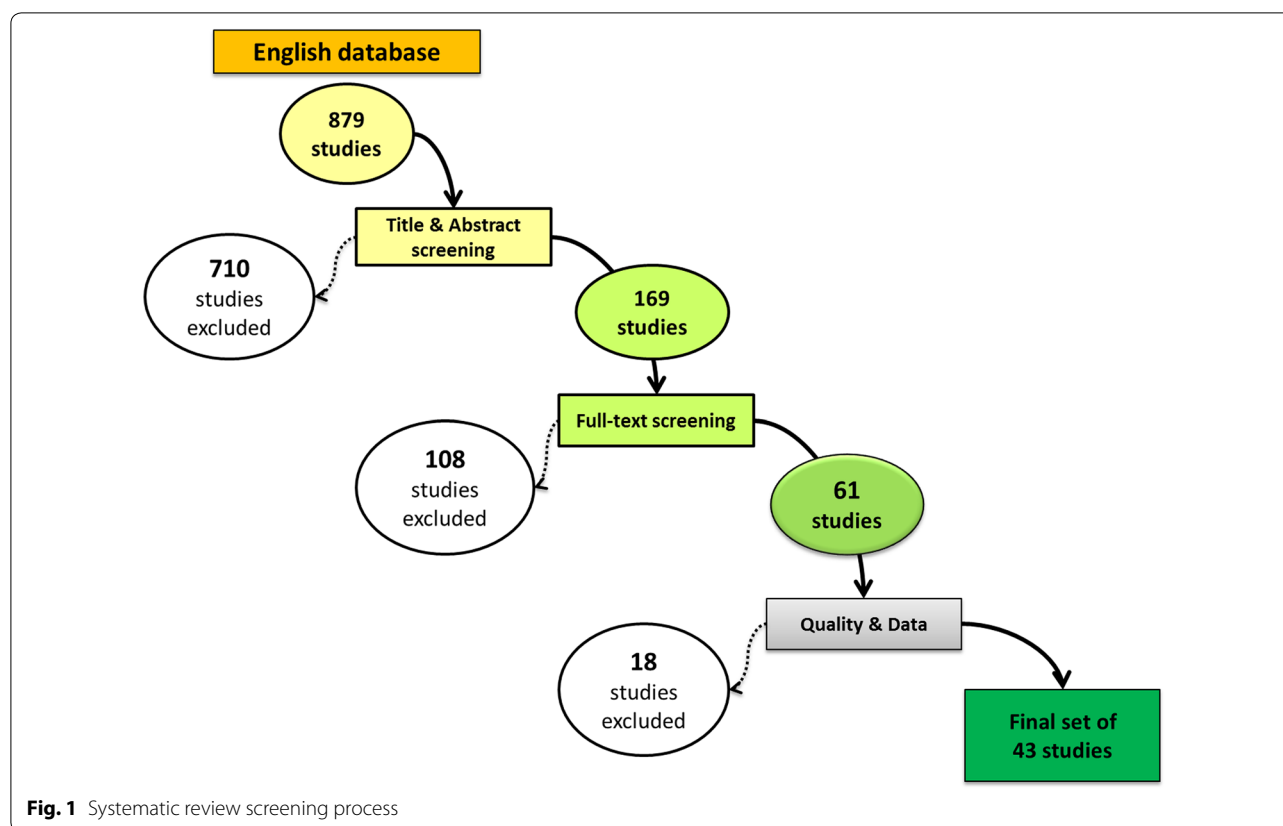 English database
879
studies
Title & Abstract
screening
710
studies
excluded
169
studies
Full-text screening
108
studies
excluded
61
studies
Quality & Data
18
studies
excluded
Final set of
43 studies
Fig. 1 Systematic review screening process